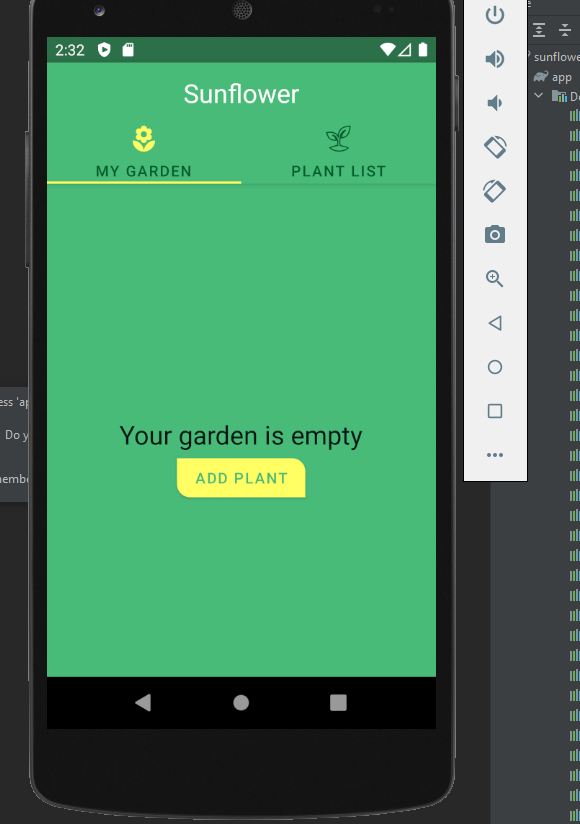 2:32
Sunflower
MY GARDEN
PLANT LIST
Your garden is empty
ADD PLANT
sunflowe
app
De
ess 'ap
Do y
nembe